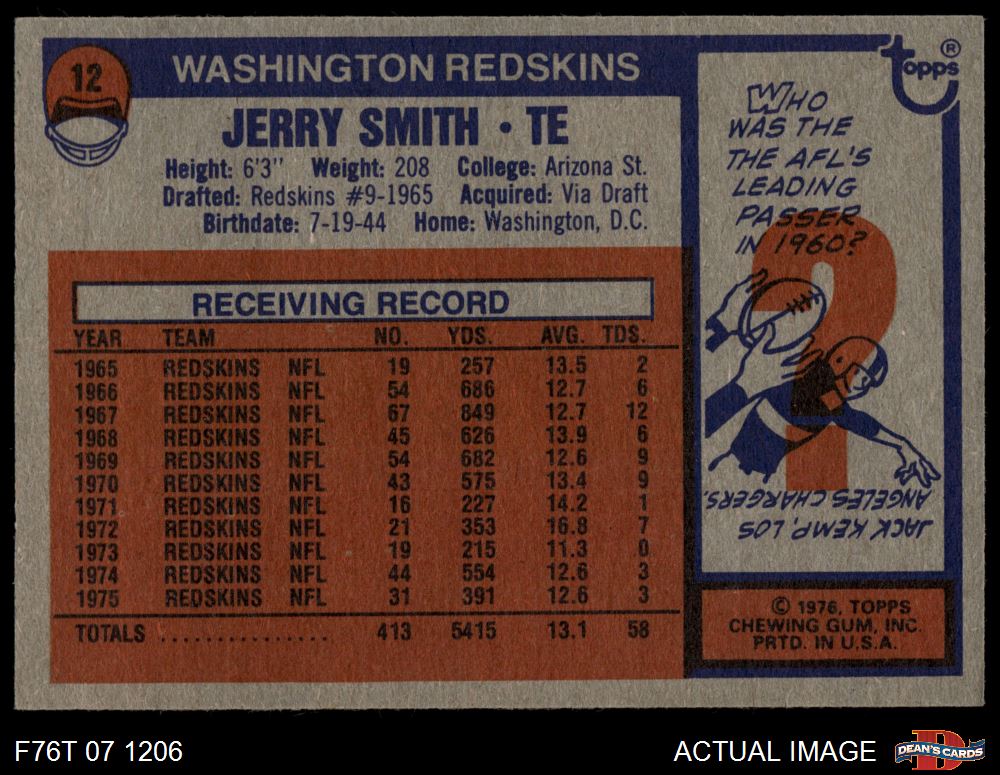 12
WASHINGTON REDSKINS
JERRY SMITH • TE
Height: 6'3" Weight: 208 College: Arizona St.
Drafted: Redskins #9-1965 Acquired: Via Draft
Birthdate: 7-19-44 Home: Washington, D.C.
RECEIVING RECORD
YEAR TEAM NO. YDS. AVG. TDS.
1965 REDSKINS NFL 19 257 13.5 2
1966 REDSKINS NFL 54 686 12.7 6
1967 REDSKINS NFL 67 849 12.7 12
1968 REDSKINS NFL 45 626 13.9 6
1969 REDSKINS NFL 54 682 12.6 9
1970 REDSKINS NFL 43 575 13.4 9
1971 REDSKINS NFL 16 227 14.2 1
1972 REDSKINS NFL 21 353 16.8 7
1973 REDSKINS NFL 19 215 11.3 0
1974 REDSKINS NFL 44 554 12.6 3
1975 REDSKINS NFL 31 391 12.6 3
TOTALS ................ 413 5415 13.1 58
topps ®
WHO
WAS THE
THE AFL'S
LEADING
PASSER
IN 1960?
?
JACK KEMP, LOS
ANGELES CHARGERS.
© 1976, TOPPS
CHEWING GUM, INC.
PRTD. IN U.S.A.
F76T 07 1206
ACTUAL IMAGE
D
DEAN'S CARDS